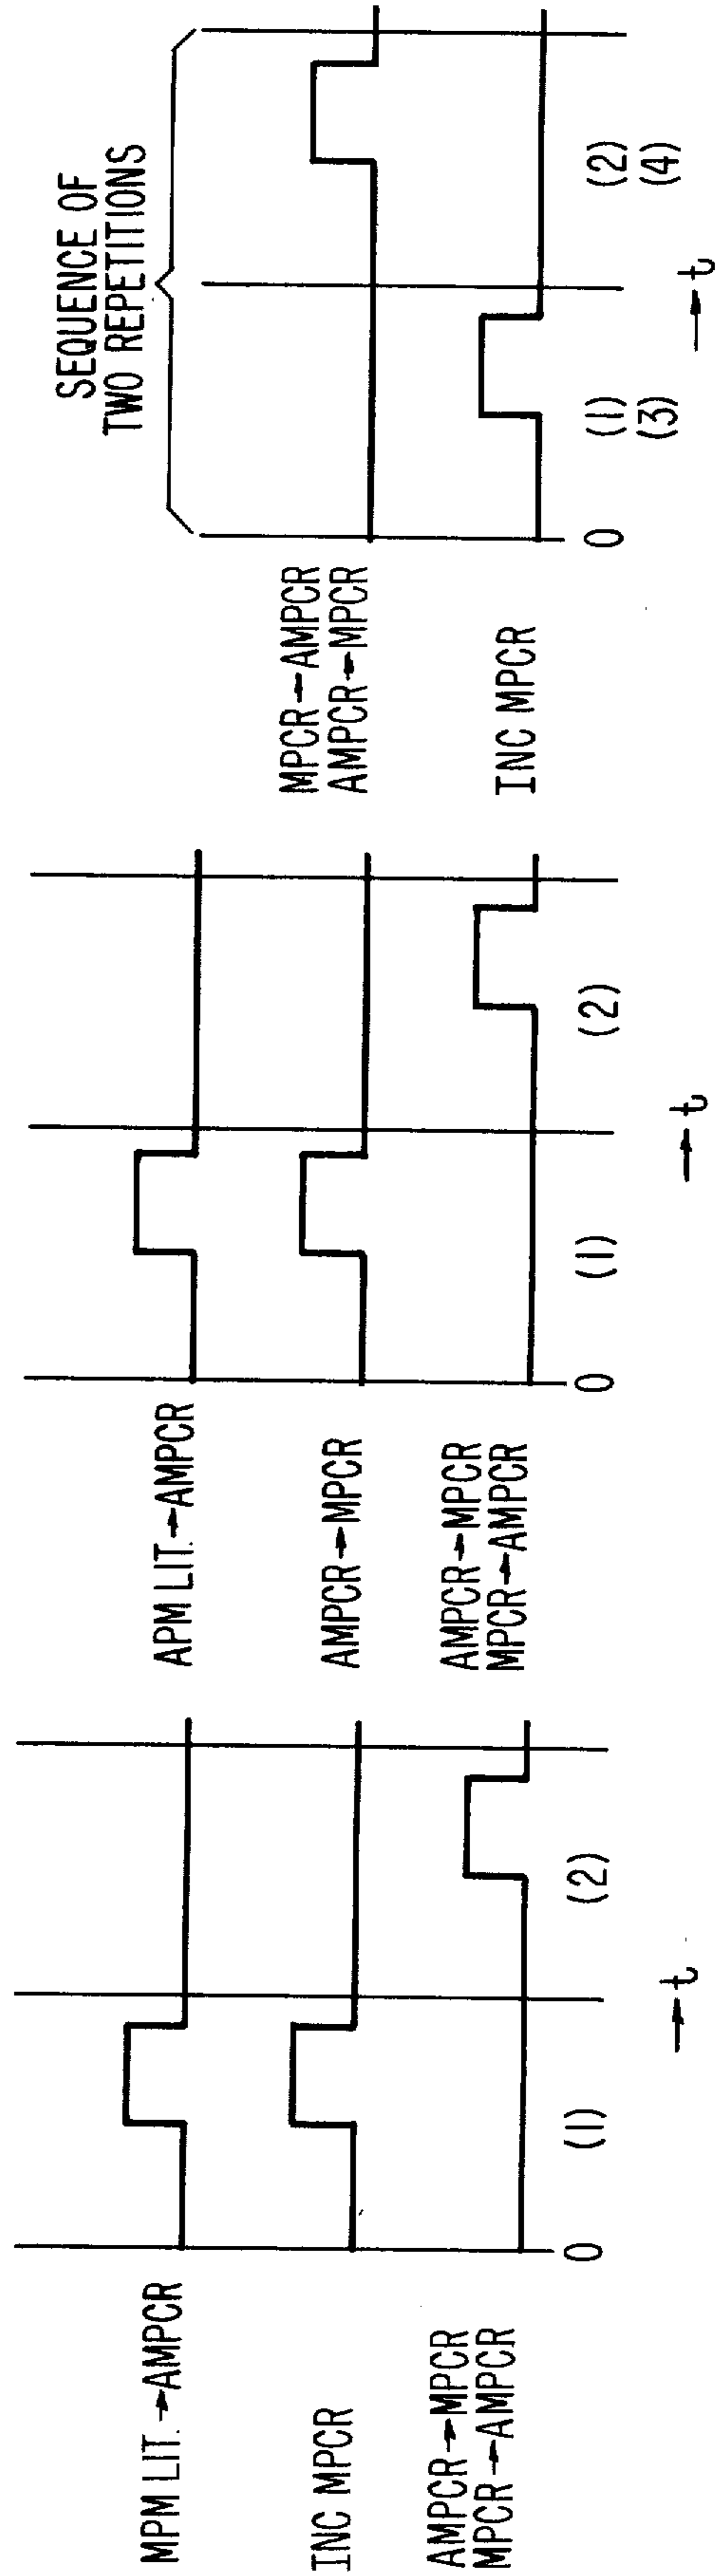 MPM LIT.→AMPCR
INC MPCR
AMPCR→MPCR
MPCR→AMPCR
0
(1)
(2)
→t
APM LIT.→AMPCR
AMPCR→MPCR
AMPCR→MPCR
MPCR→AMPCR
0
(1)
(2)
→t
SEQUENCE OF
TWO REPETITIONS
MPCR→AMPCR
AMPCR→MPCR
INC MPCR
0
(1)
(3)
(2)
(4)
→t